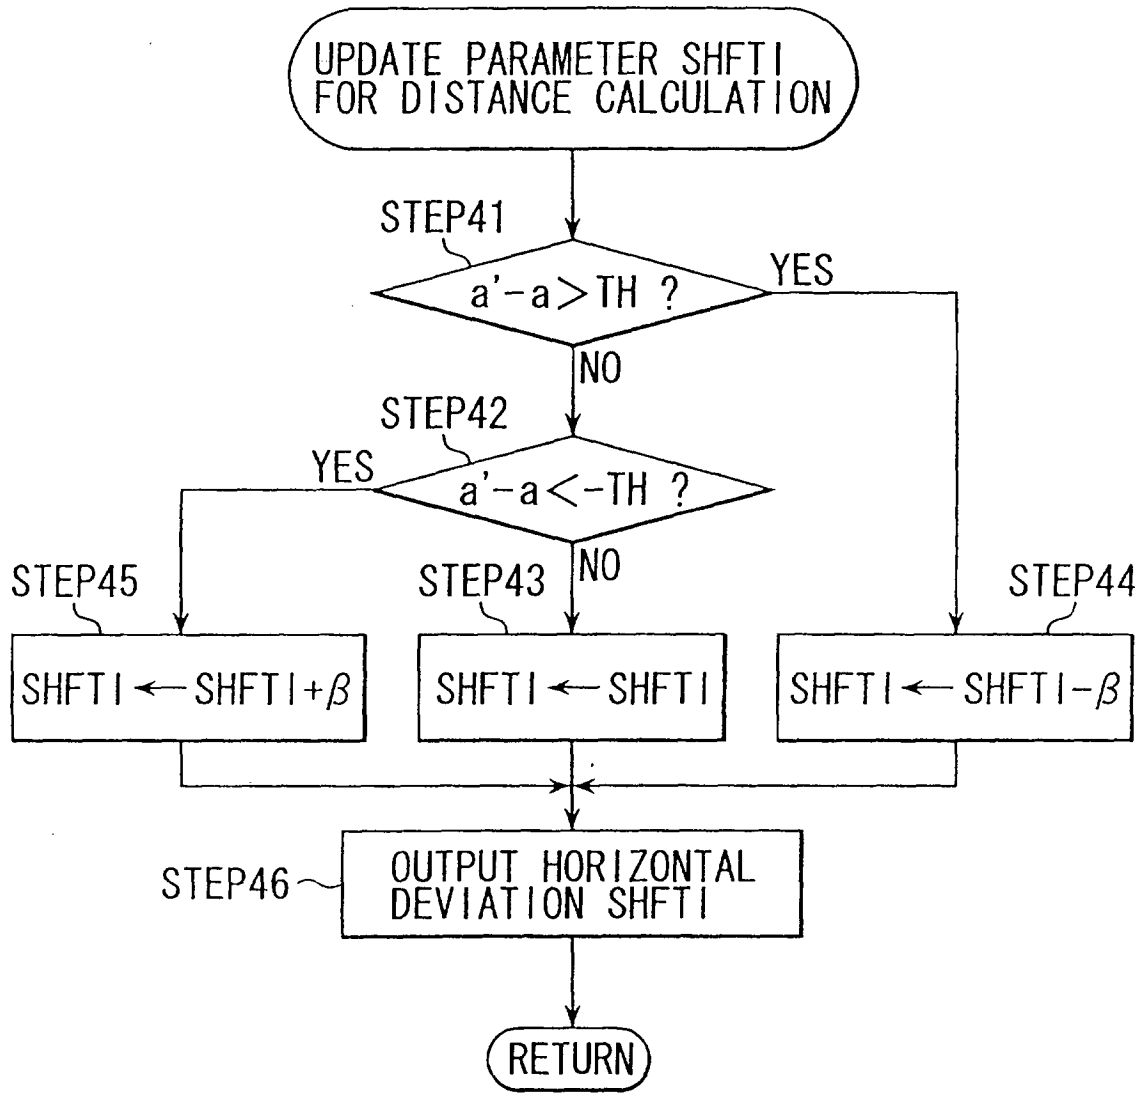 UPDATE PARAMETER SHFTI
FOR DISTANCE CALCULATION
STEP41
a'-a>TH ?
YES
NO
STEP42
YES
a'-a<-TH ?
NO
STEP45
STEP43
STEP44
SHFTI ← SHFTI+β
SHFTI ← SHFTI
SHFTI ← SHFTI-β
STEP46
OUTPUT HORIZONTAL
DEVIATION SHFTI
RETURN